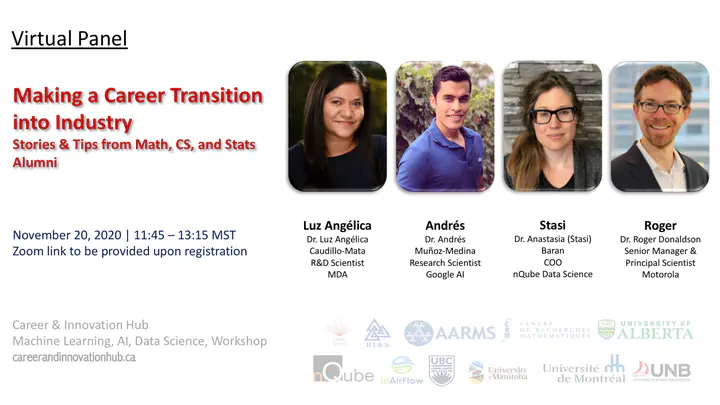 Virtual Panel
Making a Career Transition
into Industry
Stories & Tips from Math, CS, and Stats
Alumni
November 20, 2020 | 11:45 – 13:15 MST
Zoom link to be provided upon registration
Luz Angélica
Dr. Luz Angélica
Caudillo-Mata
R&D Scientist
MDA
Andrés
Dr. Andrés
Muñoz-Medina
Research Scientist
Google AI
Stasi
Dr. Anastasia (Stasi)
Baran
COO
nQube Data Science
Roger
Dr. Roger Donaldson
Senior Manager &
Principal Scientist
Motorola
Career & Innovation Hub
Machine Learning, AI, Data Science, Workshop
careerandinnovationhub.ca
BIRS
AARMS
CENTRE
DE RECHERCHES
MATHÉMATIQUES
UNIVERSITY OF
ALBERTA
nQube
inAirFlow
UBC
University
of Manitoba
Université
de Montréal
UNB